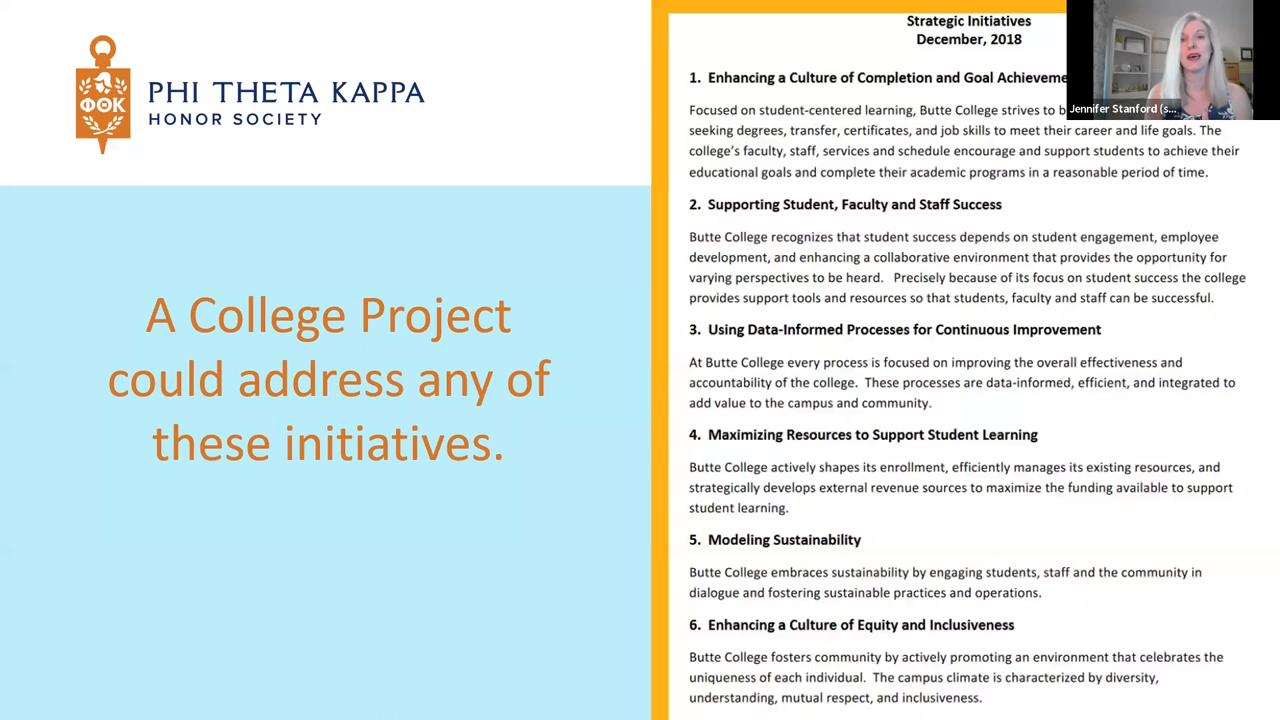 ΦΘΚ
PHI THETA KAPPA
HONOR SOCIETY
A College Project
could address any of
these initiatives.
Strategic Initiatives
December, 2018
1. Enhancing a Culture of Completion and Goal Achieveme
Focused on student-centered learning, Butte College strives to b
seeking degrees, transfer, certificates, and job skills to meet their career and life goals. The
college's faculty, staff, services and schedule encourage and support students to achieve their
educational goals and complete their academic programs in a reasonable period of time.
2. Supporting Student, Faculty and Staff Success
Butte College recognizes that student success depends on student engagement, employee
development, and enhancing a collaborative environment that provides the opportunity for
varying perspectives to be heard. Precisely because of its focus on student success the college
provides support tools and resources so that students, faculty and staff can be successful.
3. Using Data-Informed Processes for Continuous Improvement
At Butte College every process is focused on improving the overall effectiveness and
accountability of the college. These processes are data-informed, efficient, and integrated to
add value to the campus and community.
4. Maximizing Resources to Support Student Learning
Butte College actively shapes its enrollment, efficiently manages its existing resources, and
strategically develops external revenue sources to maximize the funding available to support
student learning.
5. Modeling Sustainability
Butte College embraces sustainability by engaging students, staff and the community in
dialogue and fostering sustainable practices and operations.
6. Enhancing a Culture of Equity and Inclusiveness
Butte College fosters community by actively promoting an environment that celebrates the
uniqueness of each individual. The campus climate is characterized by diversity,
understanding, mutual respect, and inclusiveness.
Jennifer Stanford (s...